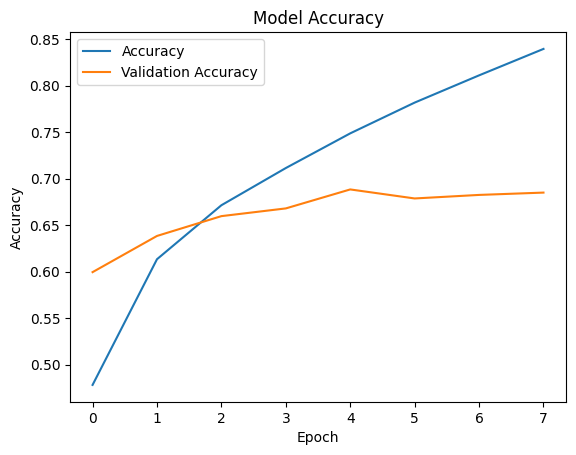 Model Accuracy
Accuracy
Validation Accuracy
0.85
0.80
0.75
0.70
0.65
0.60
0.55
0.50
Accuracy
0 1 2 3 4 5 6 7
Epoch